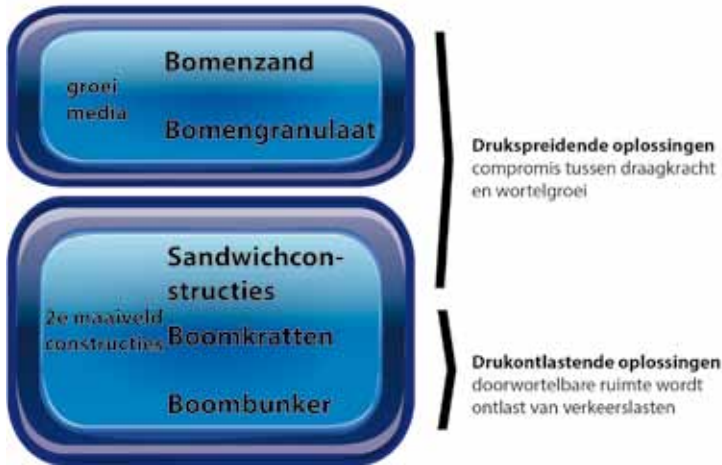 groei
media
Bomenzand
Bomengranulaat
Drukspreidende oplossingen
compromis tussen draagkracht
en wortelgroei
2e maaiveld
constructies
Sandwichcon-
structies
Boomkratten
Boombunker
Drukontlastende oplossingen
doorwortelbare ruimte wordt
ontlast van verkeerslasten